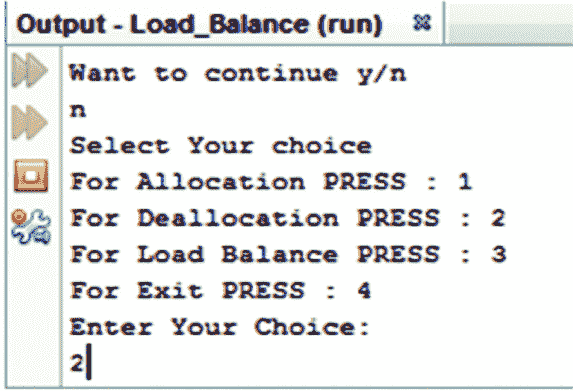 Output - Load_Balance (run)
Want to continue y/n
n
Select Your choice
For Allocation PRESS : 1
For Deallocation PRESS : 2
For Load Balance PRESS : 3
For Exit PRESS : 4
Enter Your Choice:
2